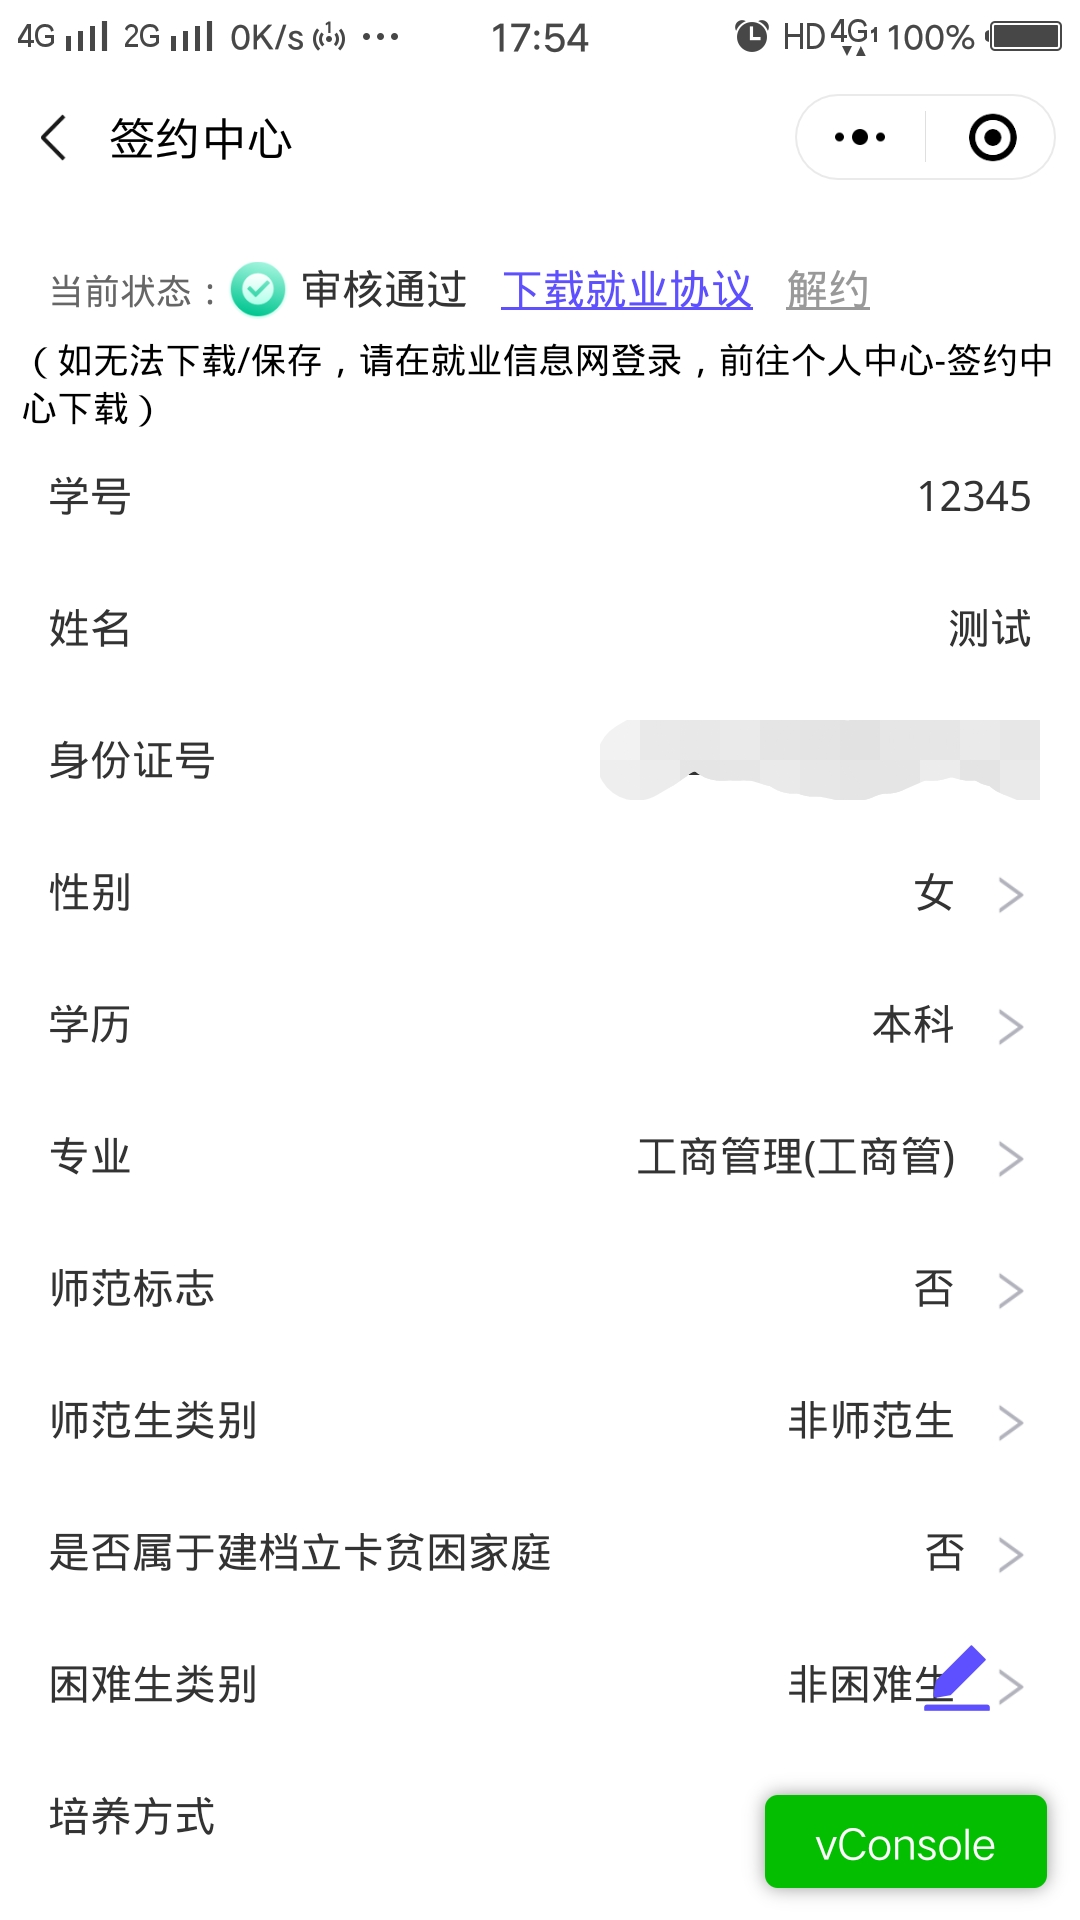 4G 2G 0K/s 17:54 HD 4G 1 100%
签约中心
当前状态：审核通过 下载就业协议 解约
（如无法下载/保存，请在就业信息网登录，前往个人中心-签约中
心下载）
学号 12345
姓名 测试
身份证号
性别 女
学历 本科
专业 工商管理(工商管)
师范标志 否
师范生类别 非师范生
是否属于建档立卡贫困家庭 否
困难生类别 非困难生
培养方式
vConsole